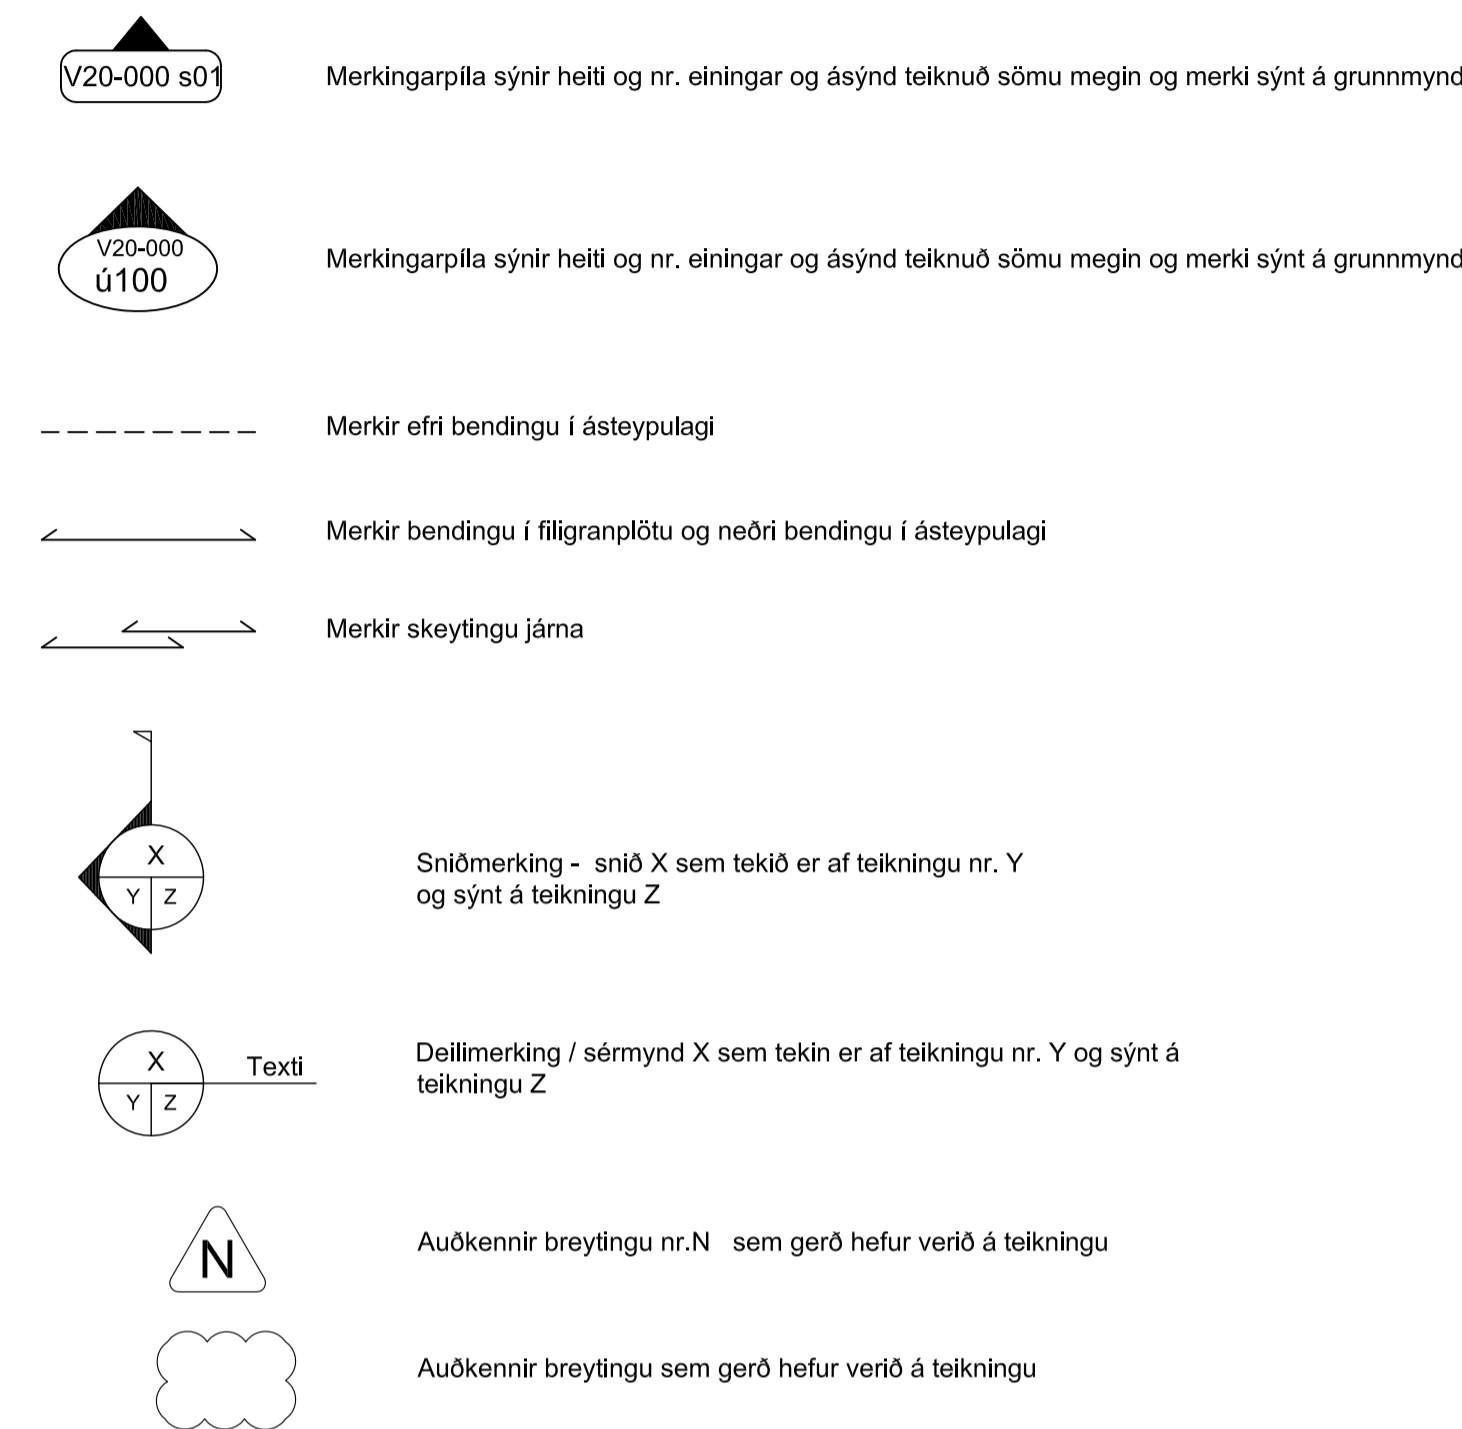 V20-000 s01
Merkingarpíla sýnir heiti og nr. einingar og ásýnd teiknuð sömu megin og merki sýnt á grunnmynd
V20-000
ú100
Merkingarpíla sýnir heiti og nr. einingar og ásýnd teiknuð sömu megin og merki sýnt á grunnmynd
Merkir efri bendingu í ásteypulagi
Merkir bendingu í filigranplötu og neðri bendingu í ásteypulagi
Merkir skeytingu járna
X
Y Z
Sniðmerking - snið X sem tekið er af teikningu nr. Y
og sýnt á teikningu Z
X
Y Z
Texti
Deilimerking / sérmynd X sem tekin er af teikningu nr. Y og sýnt á
teikningu Z
N
Auðkennir breytingu nr.N sem gerð hefur verið á teikningu
Auðkennir breytingu sem gerð hefur verið á teikningu